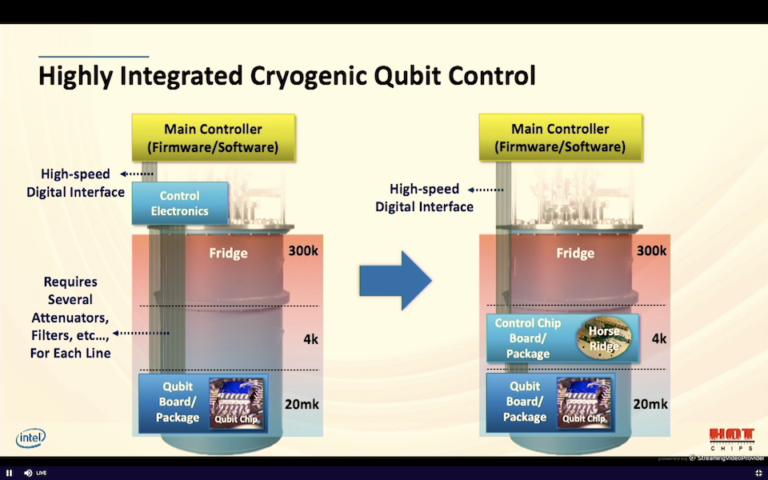 Highly Integrated Cryogenic Qubit Control
Main Controller
(Firmware/Software)
High-speed
Digital Interface
Control
Electronics
Fridge
300k
Requires
Several
Attenuators,
Filters, etc...,
For Each Line
4k
Qubit
Board/
Package
Qubit Chip
20mk
Main Controller
(Firmware/Software)
High-speed
Digital Interface
Fridge
300k
Control Chip
Board/
Package
Horse
Ridge
4k
Qubit
Board/
Package
Qubit Chip
20mk
intel
HOT
CHIPS
powered by StreamingVideoProvider
LIVE